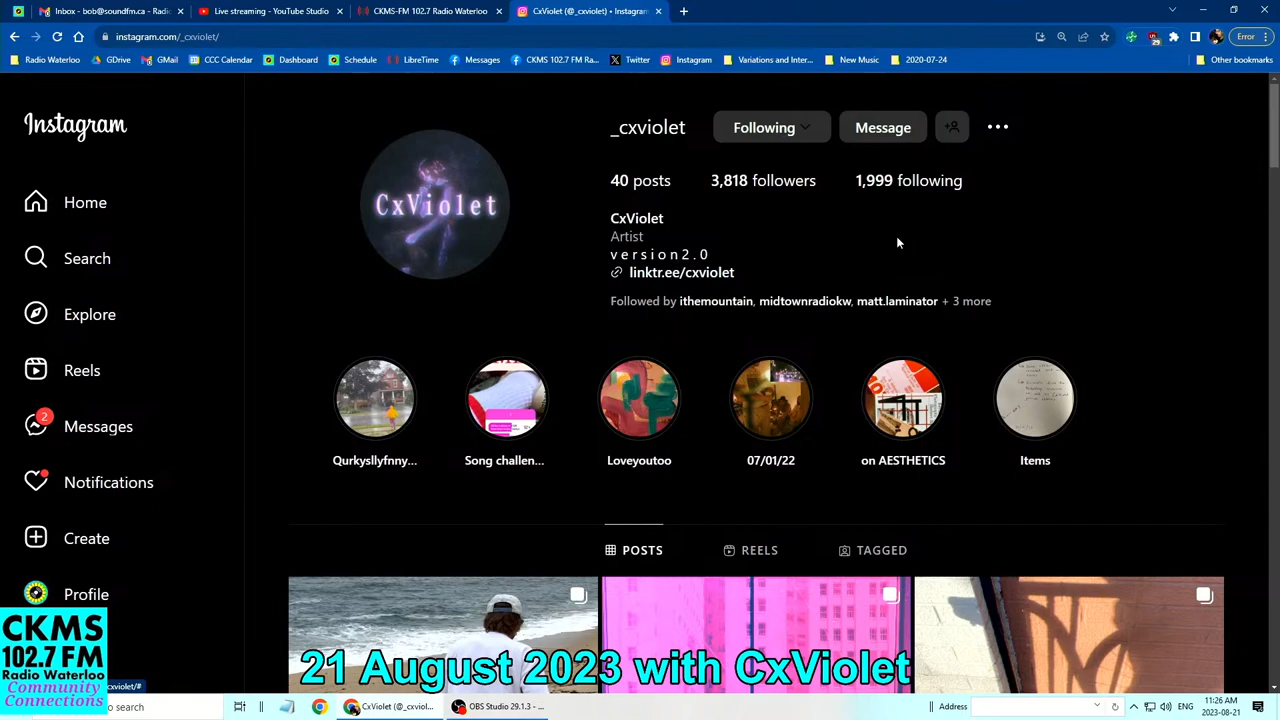 Inbox - bob@soundfm.ca - Radi
Live streaming - YouTube Studio
CKMS-FM 102.7 Radio Waterloo
CxViolet (@_cxviolet) • Instagram
instagram.com/_cxviolet/
29
Error
Radio Waterloo
GDrive
GMail
CCC Calendar
Dashboard
Schedule
LibreTime
Messages
CKMS 102.7 FM Ra...
Twitter
Instagram
Variations and Inter...
New Music
2020-07-24
Other bookmarks
Instagram
Home
Search
Explore
Reels
2
Messages
Notifications
Create
Profile
_cxviolet
Following
Message
40 posts
3,818 followers
1,999 following
CxViolet
CxViolet
Artist
v e r s i o n 2 . 0
linktr.ee/cxviolet
Followed by ithemountain, midtownradiokw, matt.laminator + 3 more
Qurkysllyfnny...
Song challen...
Loveyoutoo
07/01/22
on AESTHETICS
Items
POSTS
REELS
TAGGED
CKMS
102.7 FM
Radio Waterloo
Community
Connections
21 August 2023 with CxViolet
cxviolet/#
o search
CxViolet (@_cxviol...
OBS Studio 29.1.3 - ...
Address
ENG
11:26 AM
2023-08-21